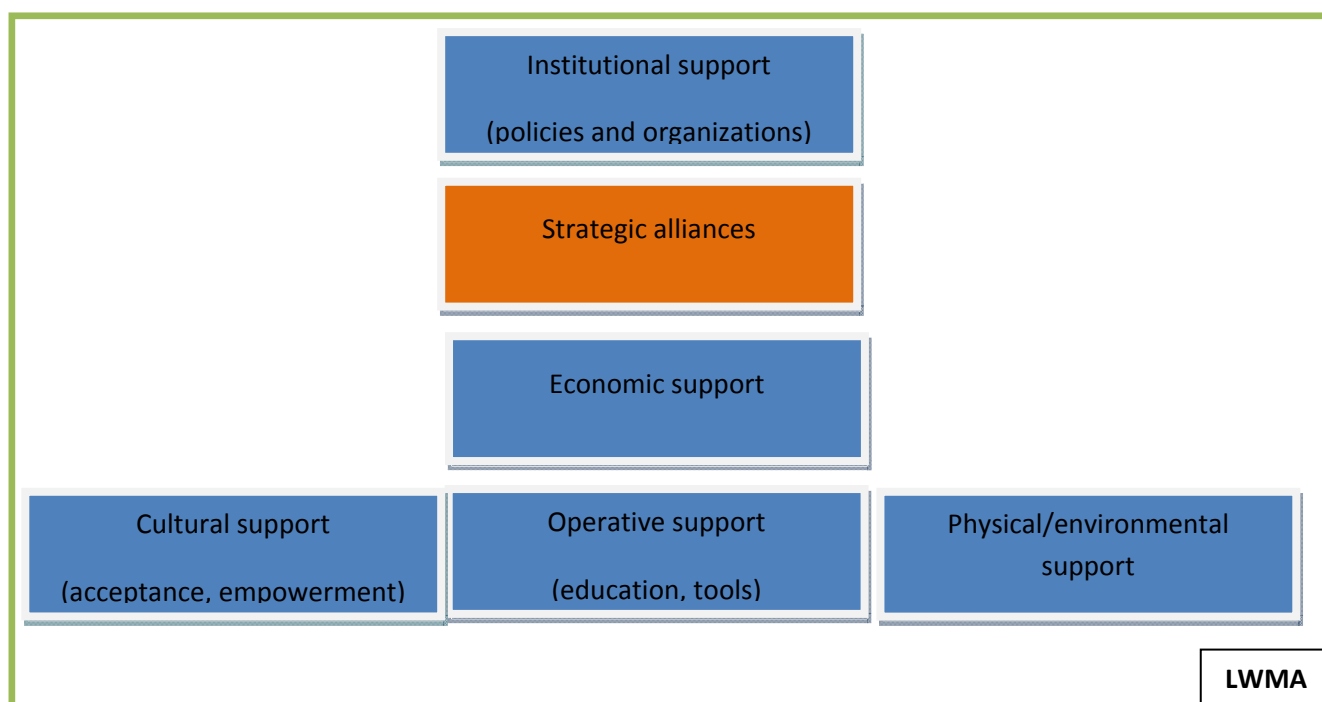 Institutional support
(policies and organizations)
Strategic alliances
Economic support
Cultural support
(acceptance, empowerment)
Operative support
(education, tools)
Physical/environmental
support
LWMA